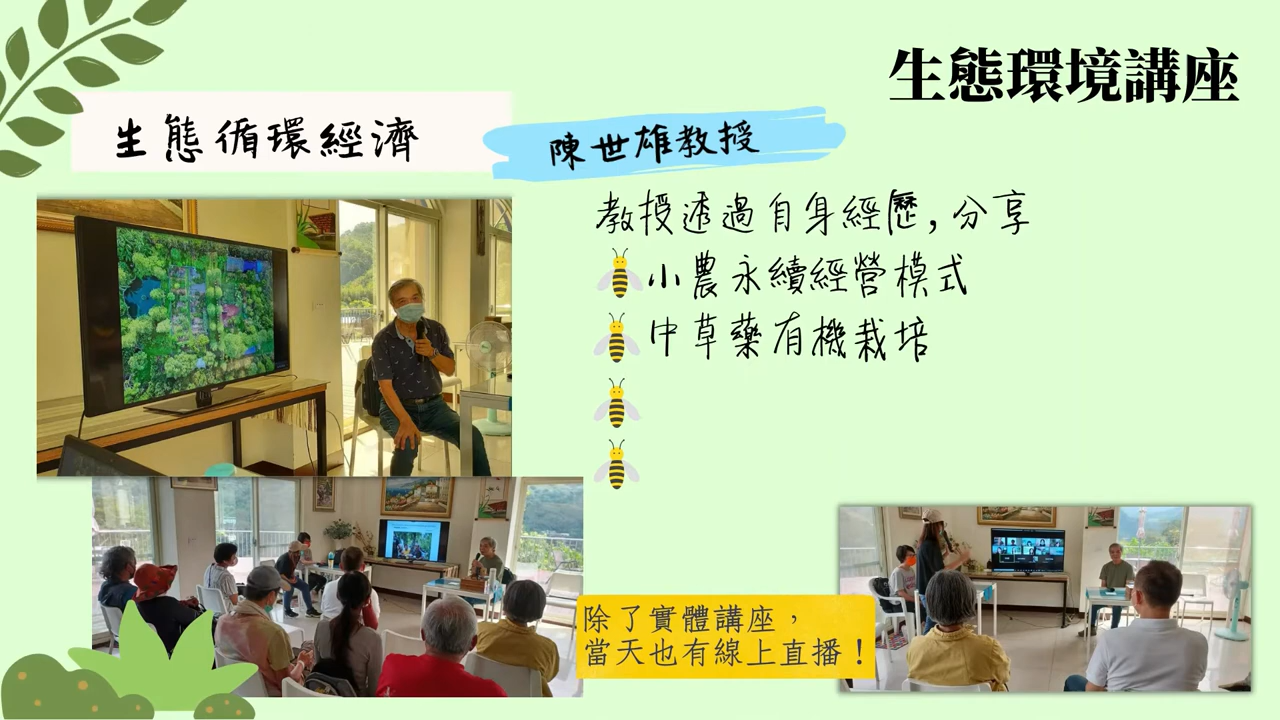 生態環境講座
生態循環經濟
陳世雄教授
教授透過自身經歷,分享
小農永續經營模式
中草藥有機栽培
除了實體講座，
當天也有線上直播！